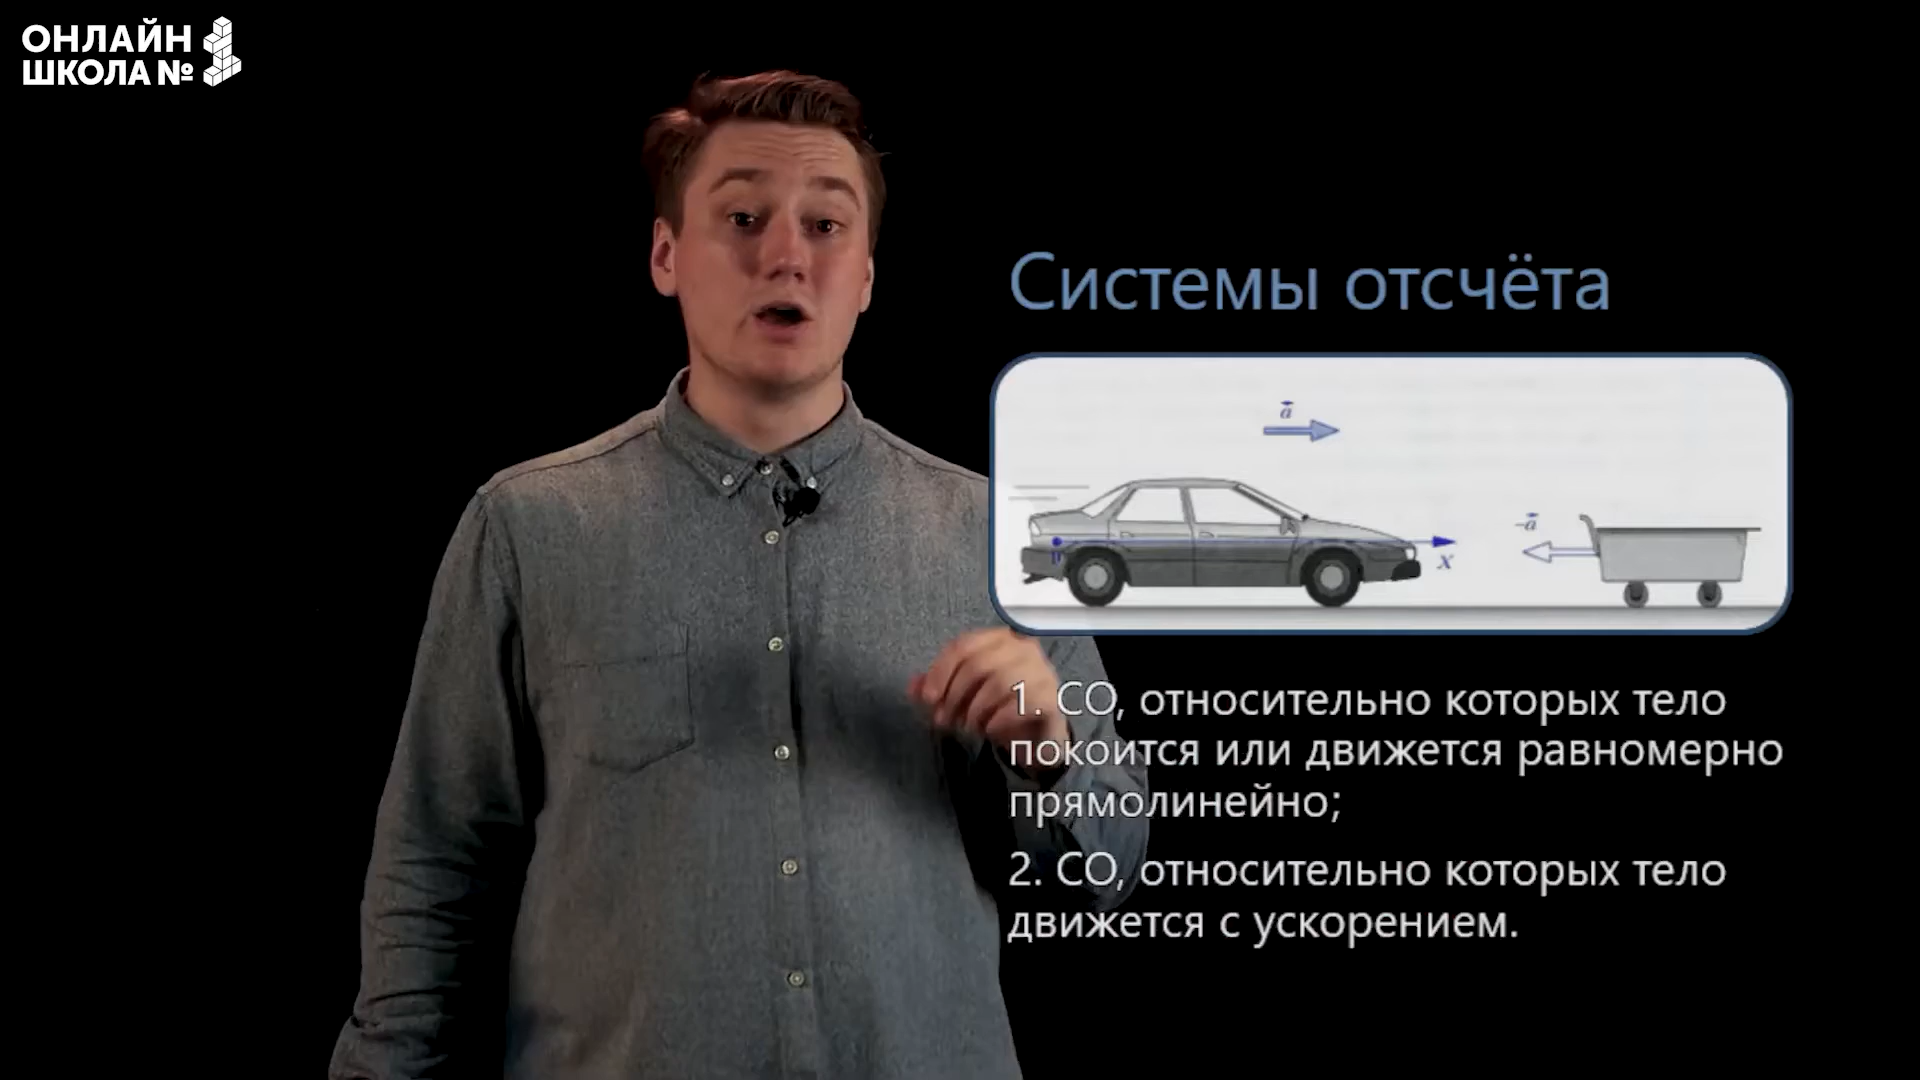 ОНЛАЙН
ШКОЛА №
Системы отсчёта
a
-a
X
1. СО, относительно которых тело
покоится или движется равномерно
прямолинейно;
2. СО, относительно которых тело
движется с ускорением.